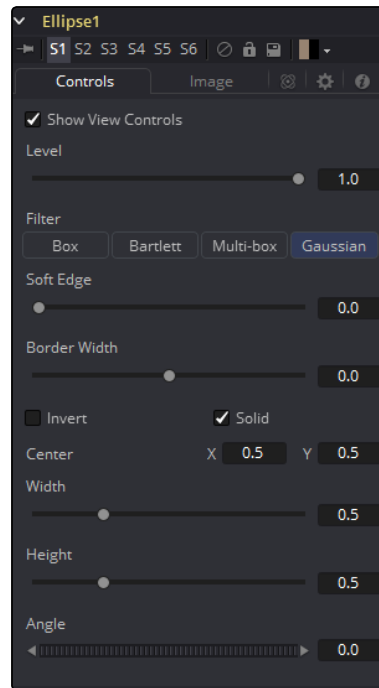 Ellipse1
S1 S2 S3 S4 S5 S6
Controls Image
Show View Controls
Level
1.0
Filter
Box Bartlett Multi-box Gaussian
Soft Edge
0.0
Border Width
0.0
Invert Solid
Center X 0.5 Y 0.5
Width
0.5
Height
0.5
Angle
0.0